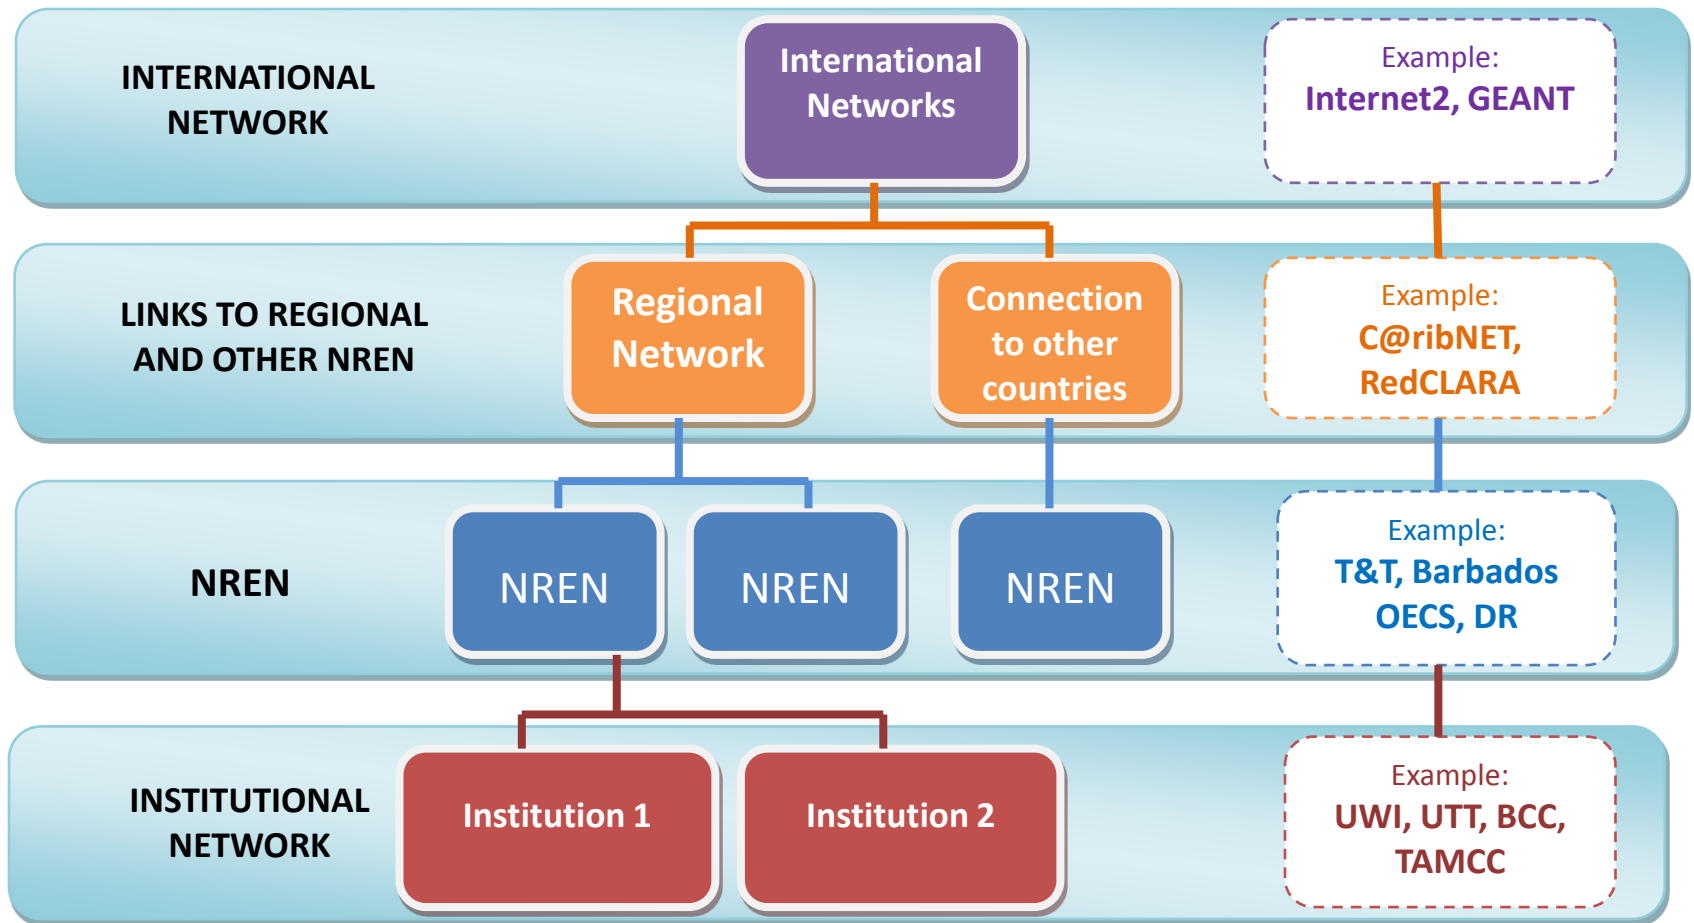 INTERNATIONAL
NETWORK
International
Networks
Example:
Internet2, GEANT
LINKS TO REGIONAL
AND OTHER NREN
Regional
Network
Connection
to other
countries
Example:
C@ribNET,
RedCLARA
NREN
NREN
NREN
NREN
Example:
T&T, Barbados
OECS, DR
INSTITUTIONAL
NETWORK
Institution 1
Institution 2
Example:
UWI, UTT, BCC,
TAMCC